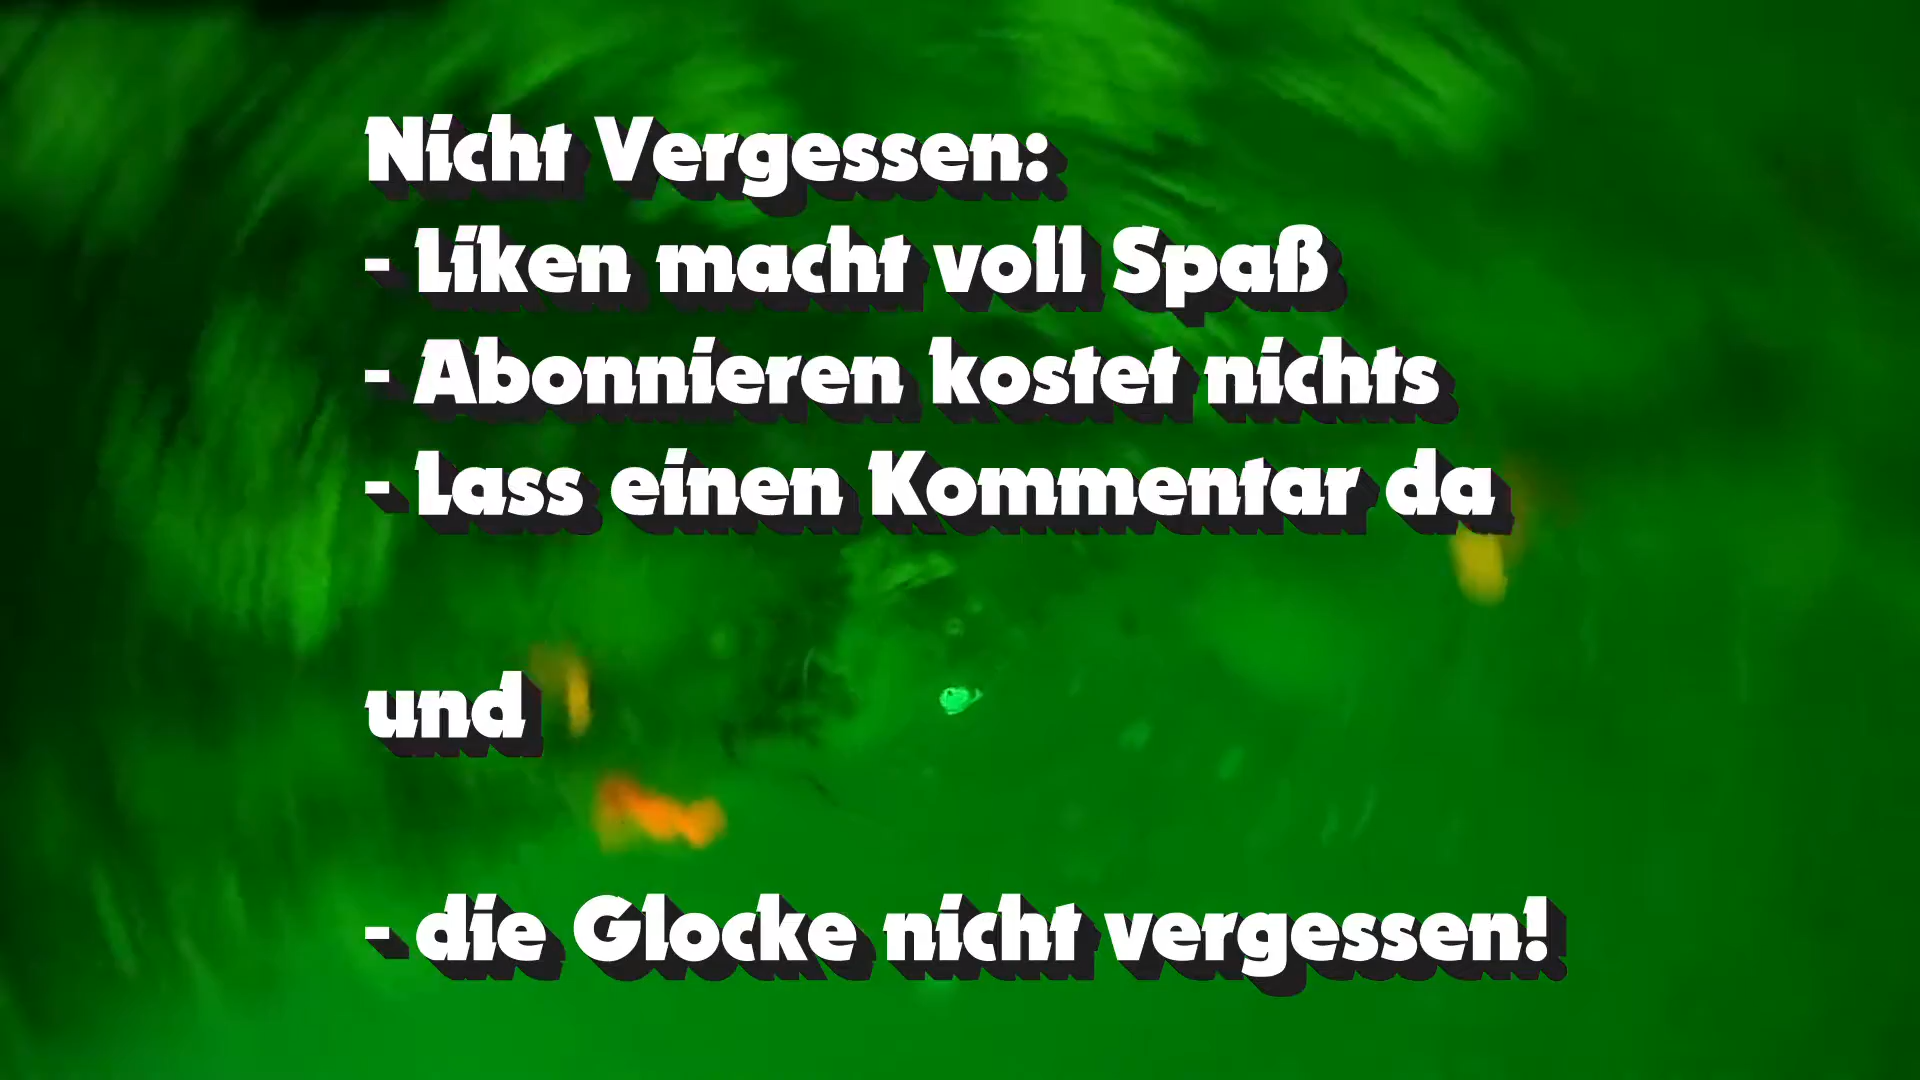 Nicht Vergessen:
- Liken macht voll Spaß
- Abonnieren kostet nichts
- Lass einen Kommentar da
und
- die Glocke nicht vergessen!